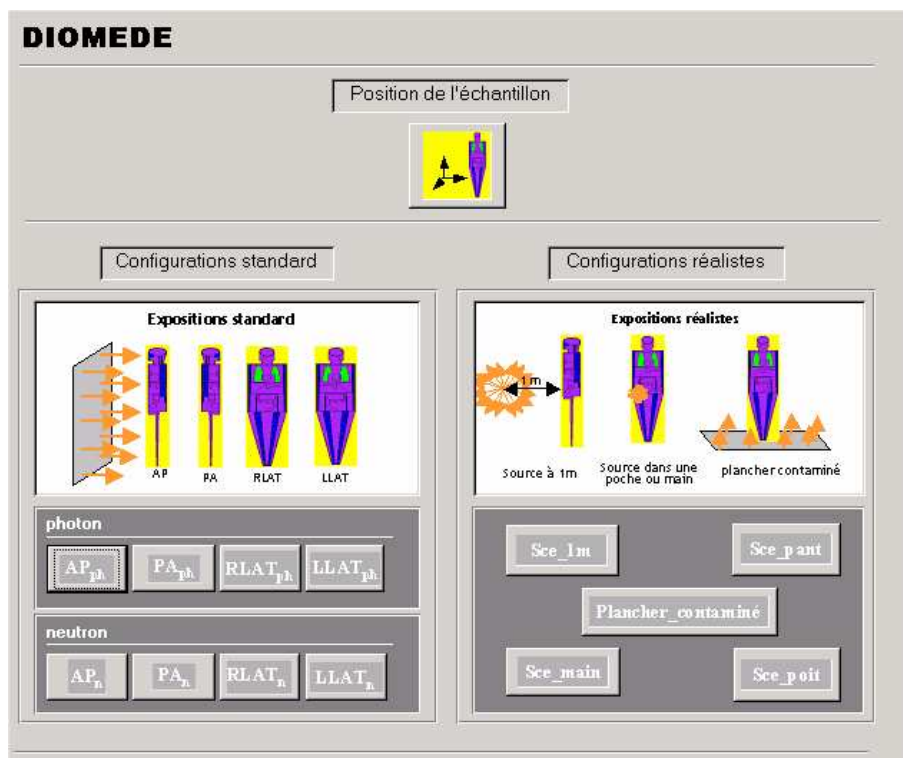 DIOMEDE
Position de l'échantillon
Configurations standard
Expositions standard
AP PA RLAT LLAT
photon
APph PAph RLATph LLATph
neutron
APn PAn RLATn LLATn
Configurations réalistes
Expositions réalistes
1 m
Source à 1m
Source dans une
poche ou main
plancher contaminé
Sce_1m Sce_pant
Plancher_contaminé
Sce_main Sce_poit